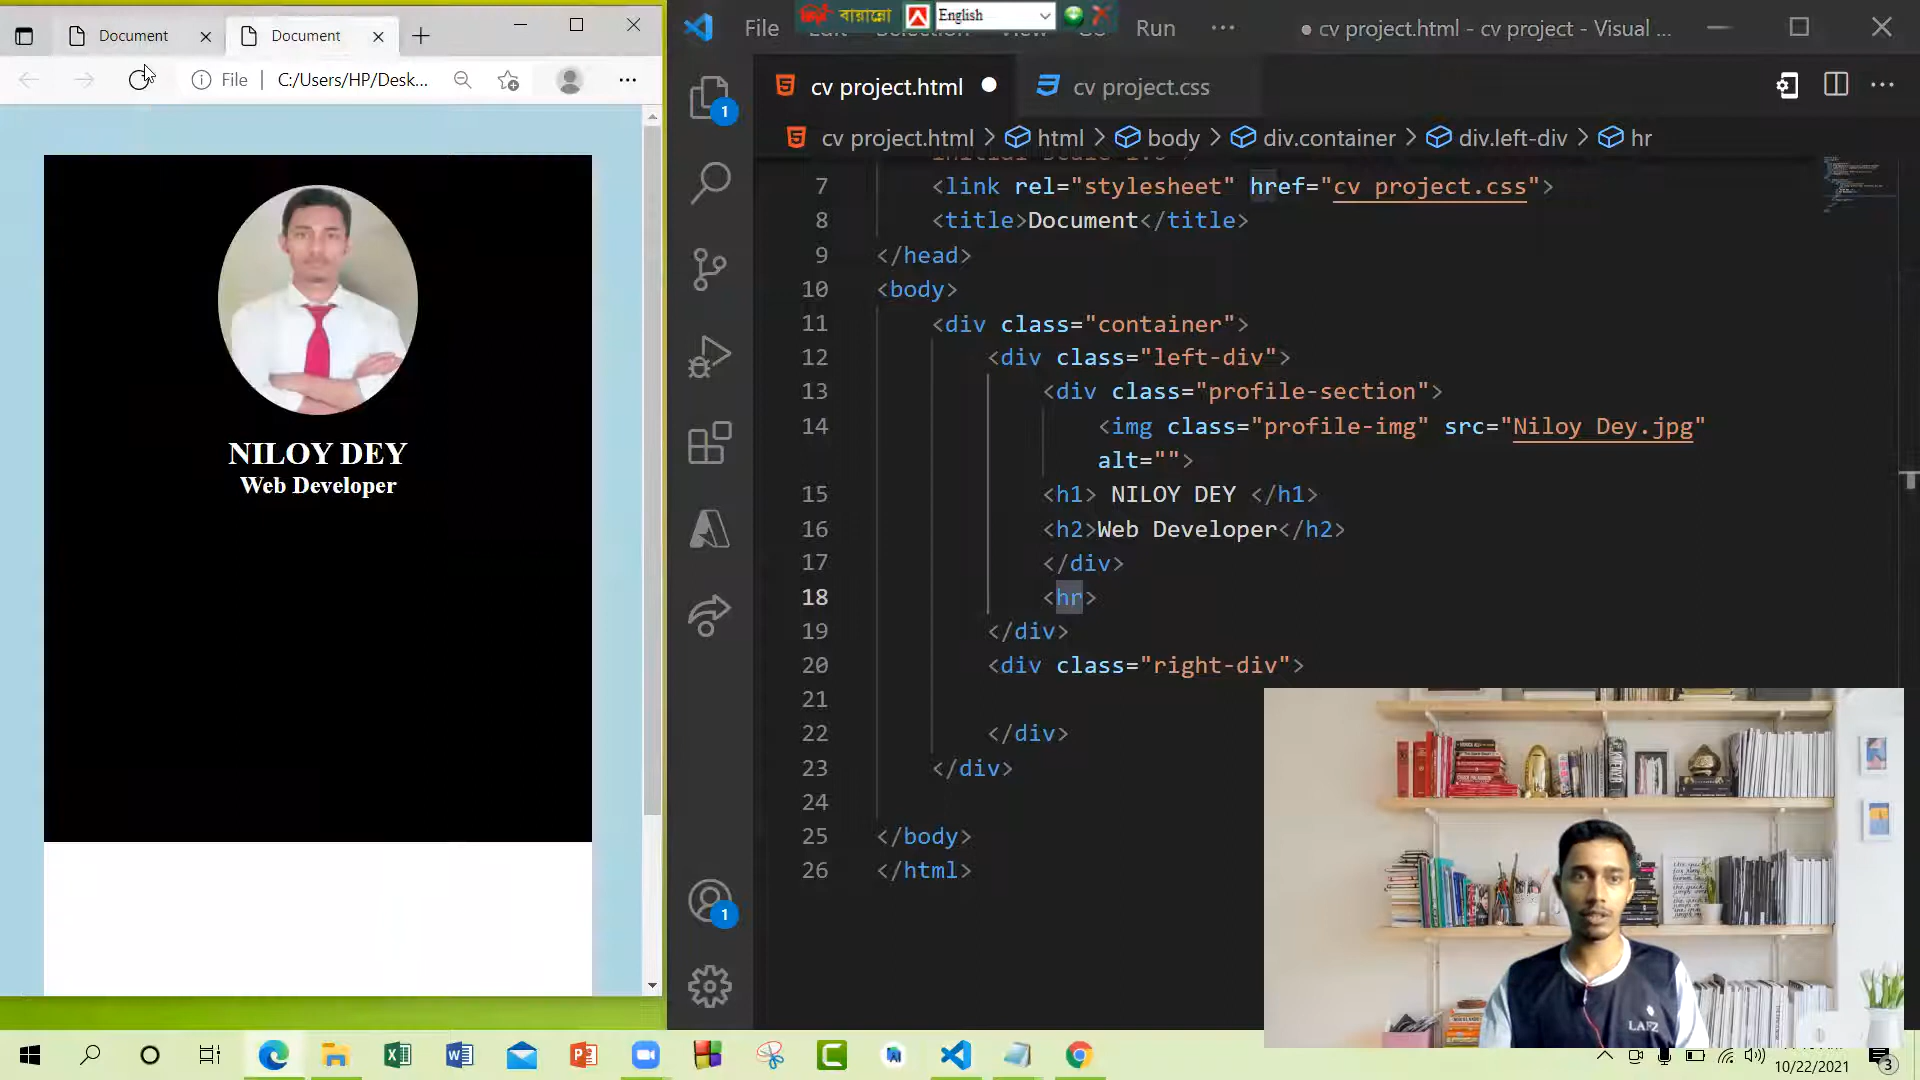 Document
Document
File
C:/Users/HP/Desk...
NILOY DEY
Web Developer
English
File
Run
cv project.html - cv project - Visual ...
1
cv project.html
cv project.css
cv project.html > html > body > div.container > div.left-div > hr
7 <link rel="stylesheet" href="cv project.css">
8 <title>Document</title>
9 </head>
10 <body>
11 <div class="container">
12 <div class="left-div">
13 <div class="profile-section">
14 <img class="profile-img" src="Niloy Dey.jpg"
alt="">
15 <h1> NILOY DEY </h1>
16 <h2>Web Developer</h2>
17 </div>
18 <hr>
19 </div>
20 <div class="right-div">
21
22 </div>
23 </div>
24
25 </body>
26 </html>
1
10/22/2021
3